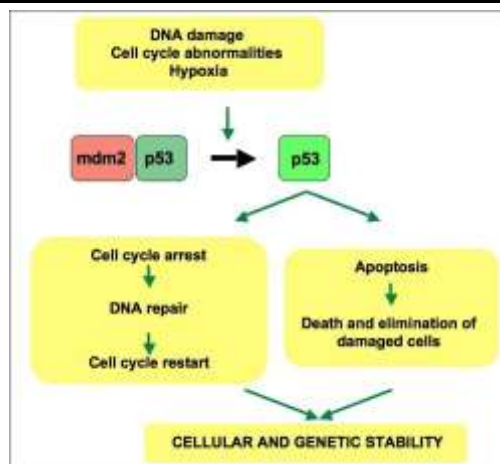 DNA damage
Cell cycle abnormalities
Hypoxia
mdm2 p53 p53
Cell cycle arrest
DNA repair
Cell cycle restart
Apoptosis
Death and elimination of
damaged cells
CELLULAR AND GENETIC STABILITY